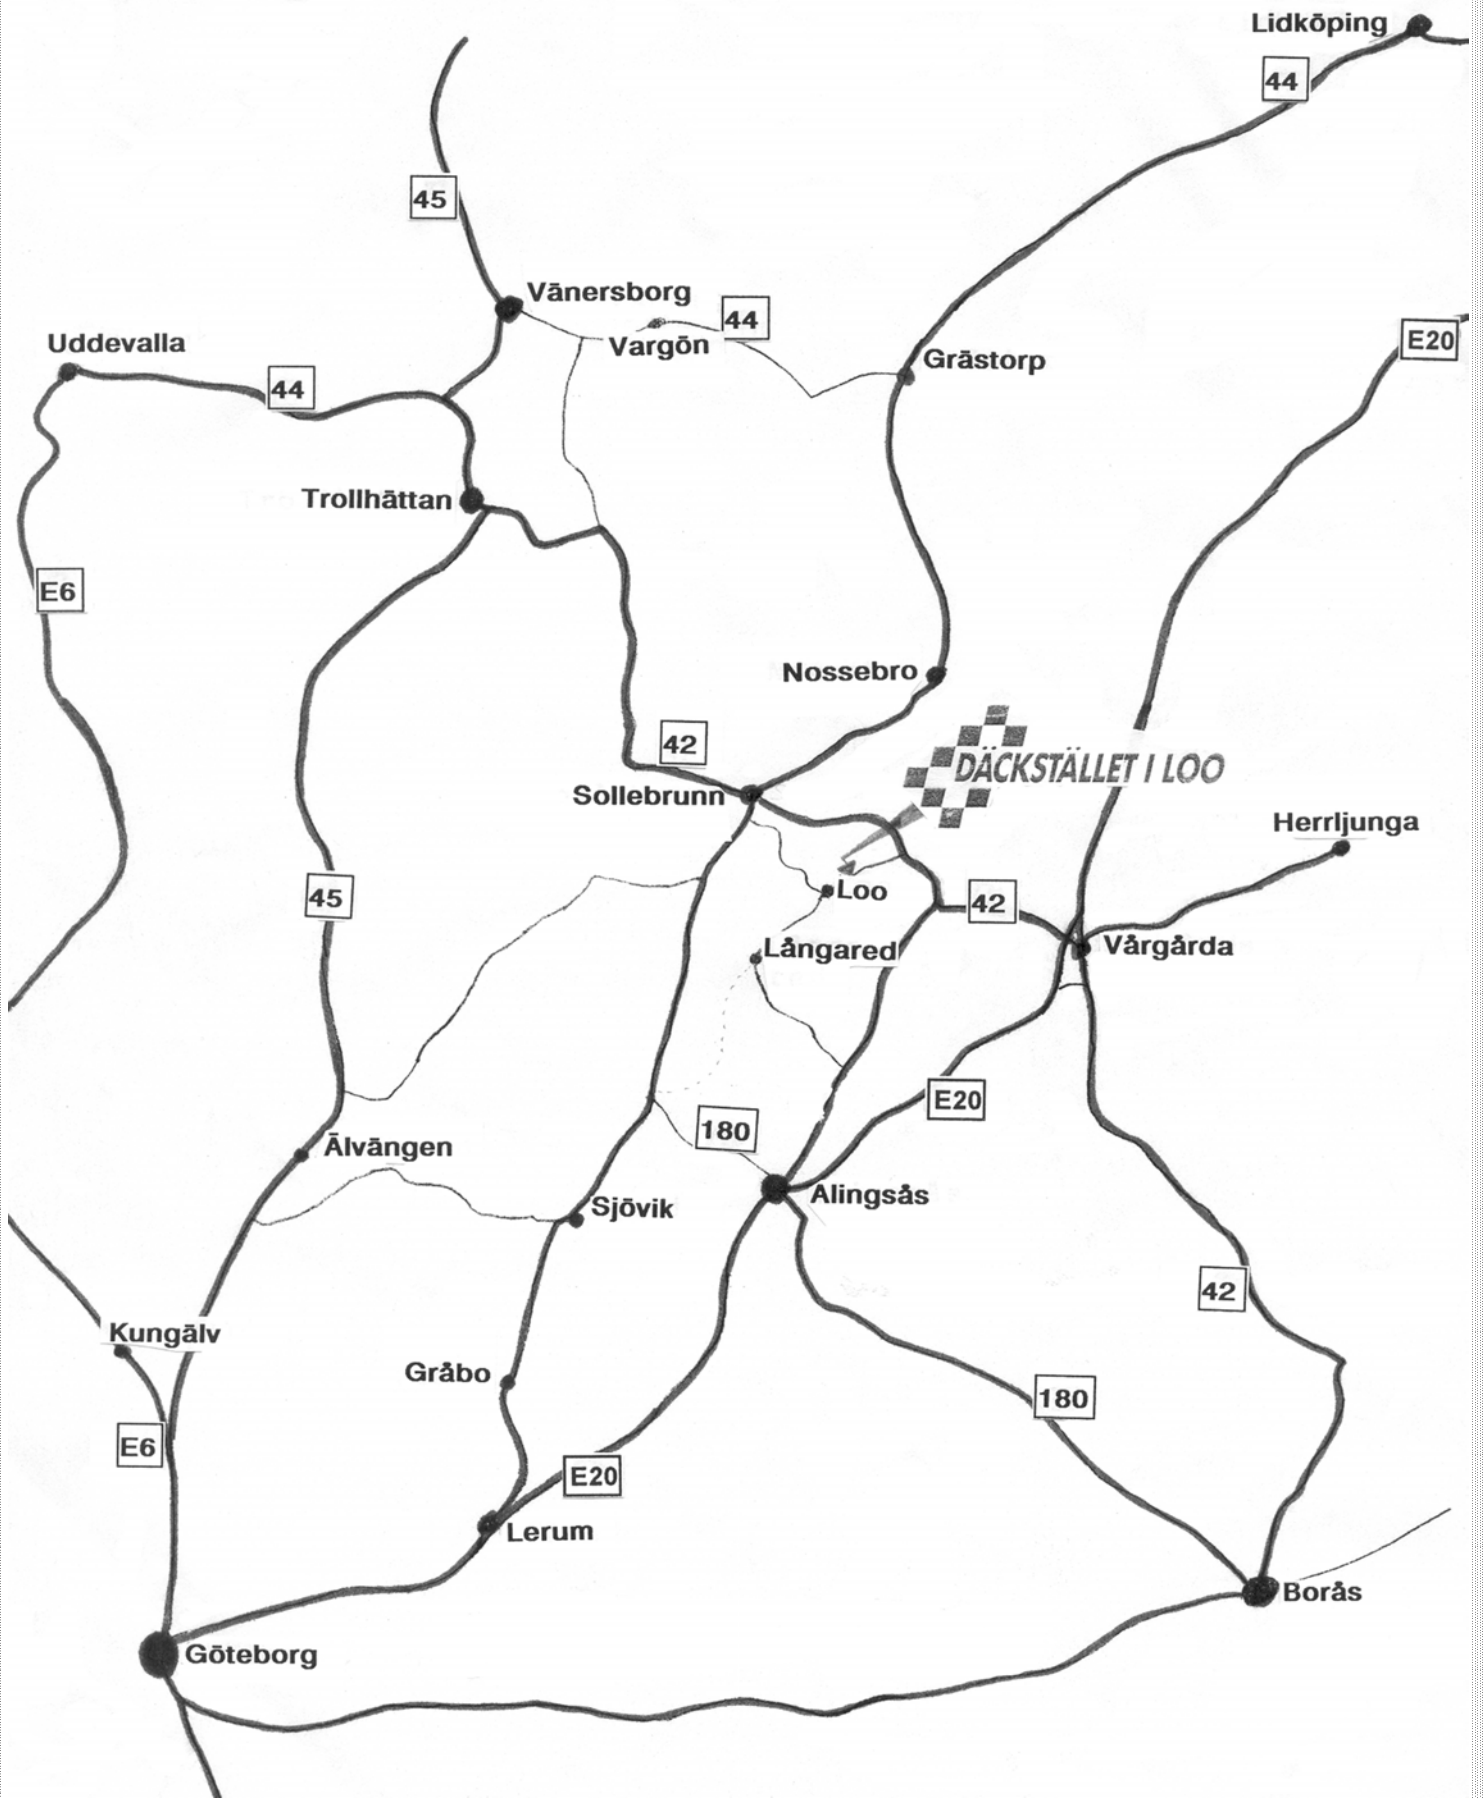 Lidköping
44
45
Vänersborg
44
Vargön
E20
Uddevalla
44
Grästorp
Trollhättan
E6
Nossebro
42
DÄCKSTÄLLET I LOO
Sollebrunn
Herrljunga
45
Loo
42
Långared
Vårgårda
E20
180
Älvängen
Alingsås
Sjövik
42
Kungälv
Gråbo
180
E6
E20
Lerum
Borås
Göteborg